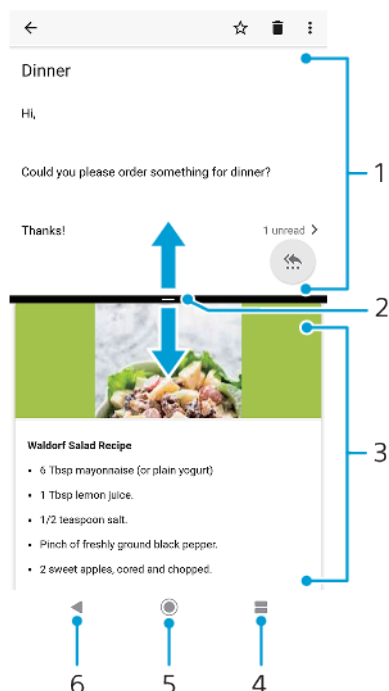 Dinner
Hi,
Could you please order something for dinner?
1
Thanks!
1 unread
2
3
Waldorf Salad Recipe
• 6 Tbsp mayonnaise (or plain yogurt)
• 1 Tbsp lemon juice.
• 1/2 teaspoon salt.
• Pinch of freshly ground black pepper.
• 2 sweet apples, cored and chopped.
6 5 4